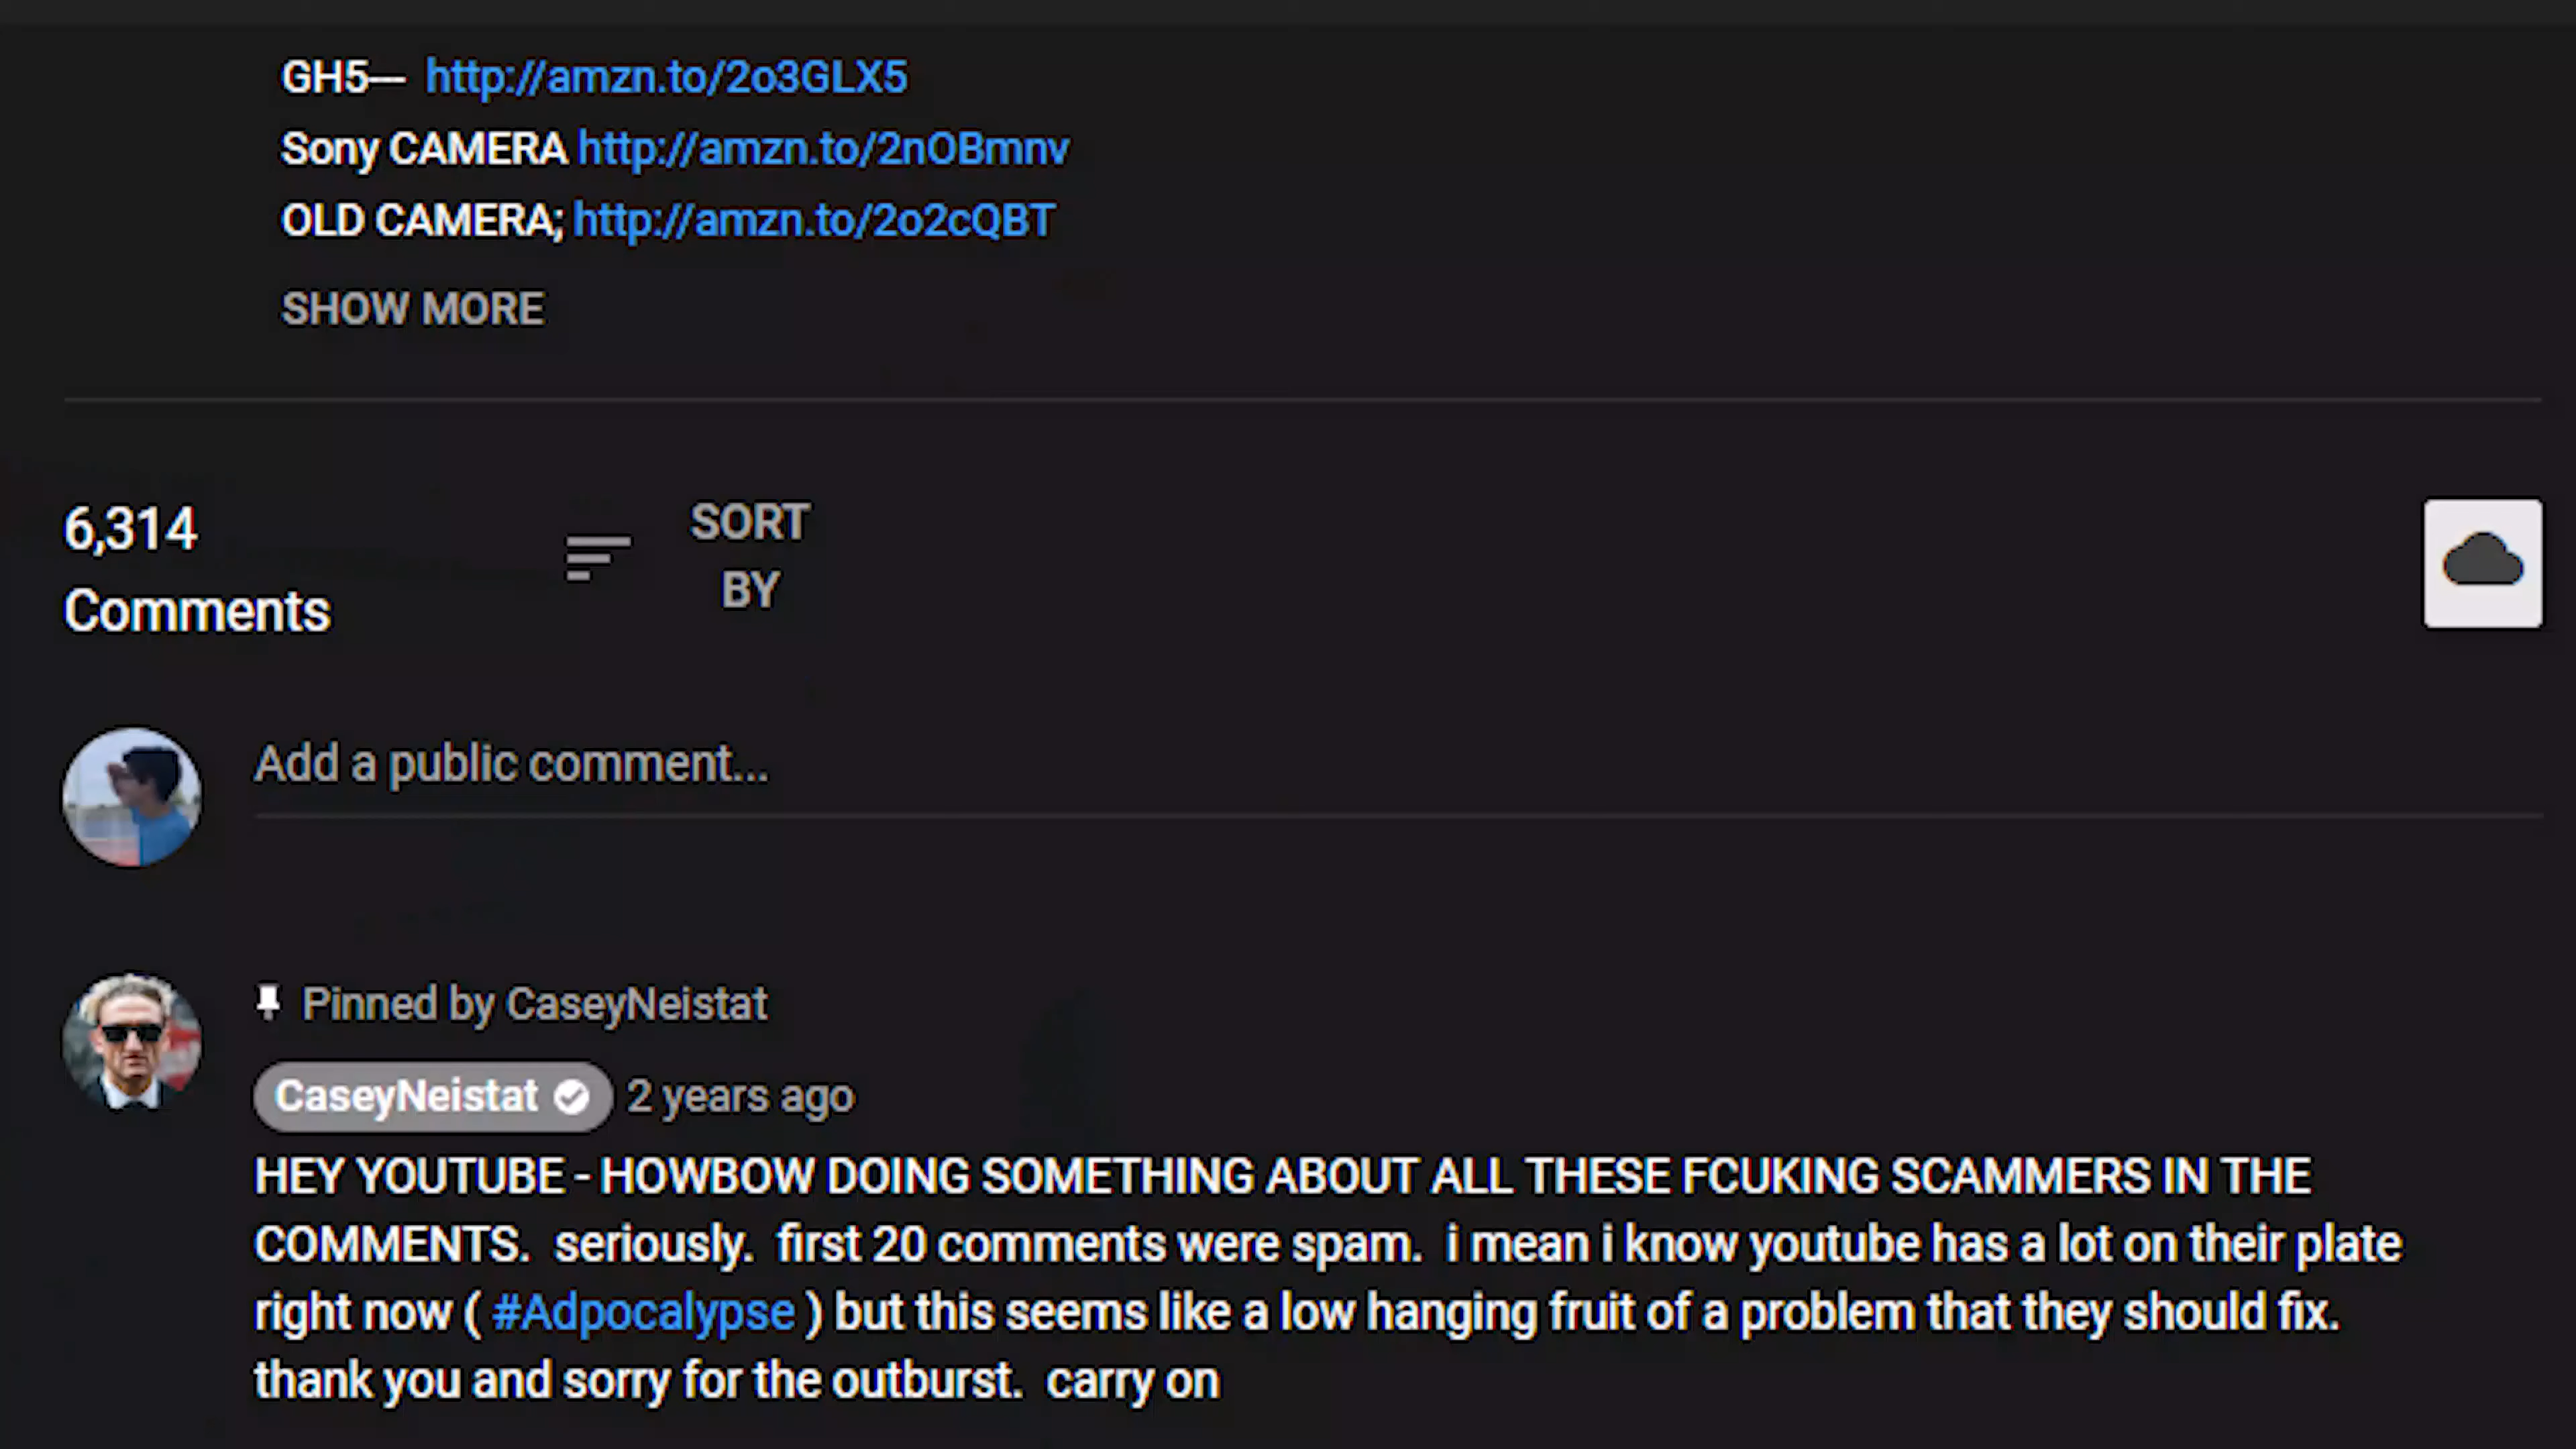 GH5— http://amzn.to/2o3GLX5
Sony CAMERA http://amzn.to/2nOBmnv
OLD CAMERA; http://amzn.to/2o2cQBT
SHOW MORE
6,314
Comments
SORT
BY
Add a public comment...
Pinned by CaseyNeistat
CaseyNeistat 2 years ago
HEY YOUTUBE - HOWBOW DOING SOMETHING ABOUT ALL THESE FCUKING SCAMMERS IN THE
COMMENTS. seriously. first 20 comments were spam. i mean i know youtube has a lot on their plate
right now ( #Adpocalypse ) but this seems like a low hanging fruit of a problem that they should fix.
thank you and sorry for the outburst. carry on